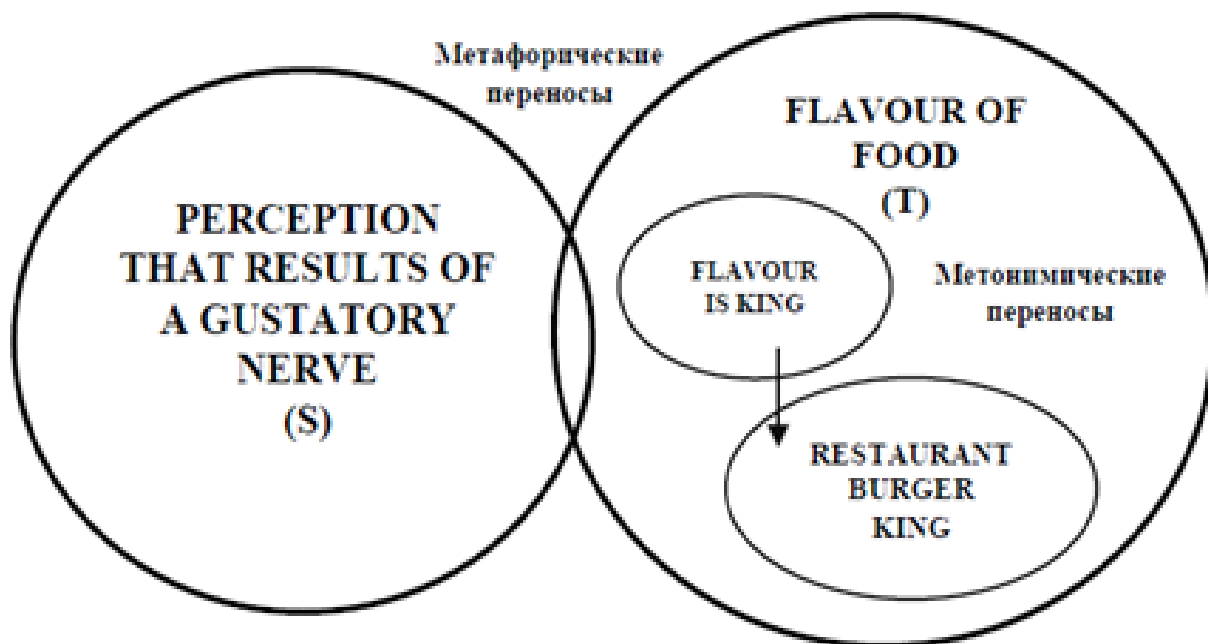 Метафорические
переносы
PERCEPTION
THAT RESULTS OF
A GUSTATORY
NERVE
(S)
FLAVOUR OF
FOOD
(T)
FLAVOUR
IS KING
Метонимические
переносы
RESTAURANT
BURGER
KING